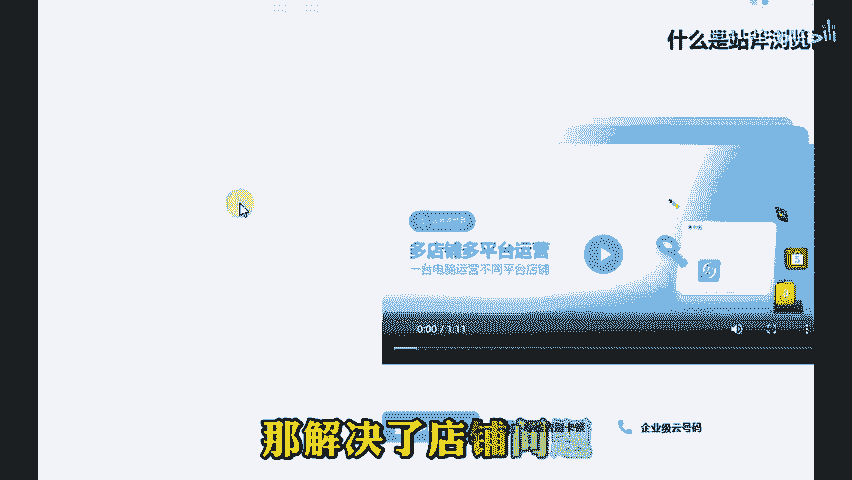 什么是站斧浏览
多店铺多平台运营
一台电脑运营不同平台店铺
0:00 / 1:11
企业级云号码
那解决了店铺问题